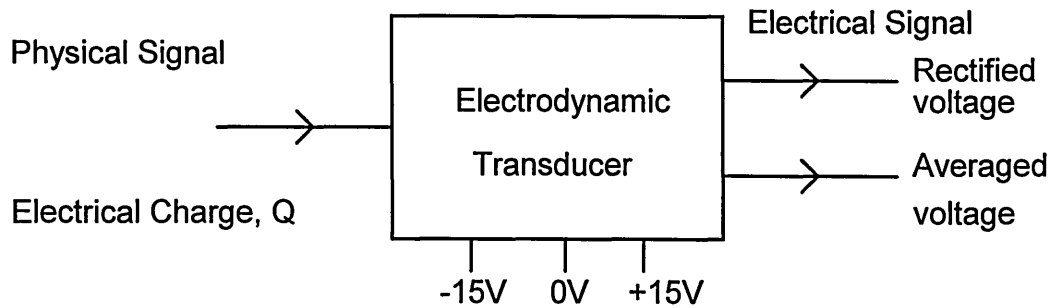 Physical Signal
Electrical Charge, Q
Electrodynamic
Transducer
Electrical Signal
Rectified
voltage
Averaged
voltage
-15V 0V +15V